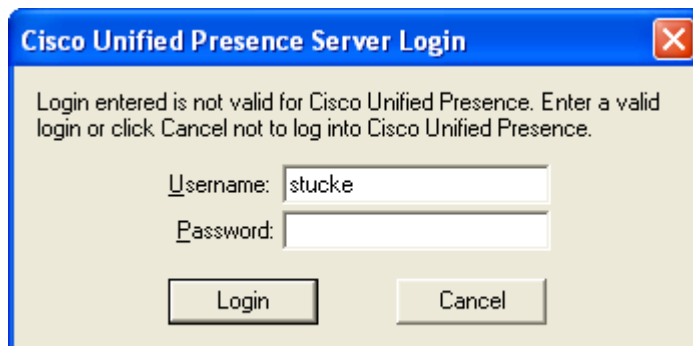 Cisco Unified Presence Server Login
Login entered is not valid for Cisco Unified Presence. Enter a valid
login or click Cancel not to log into Cisco Unified Presence.
Username: stucke
Password:
Login Cancel